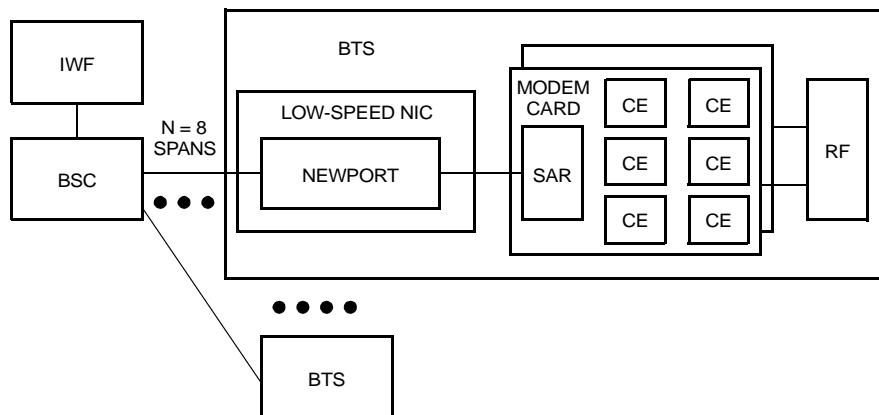 IWF
BSC
N = 8
SPANS
BTS
LOW-SPEED NIC
NEWPORT
MODEM
CARD
SAR
CE
CE
CE
CE
CE
CE
RF
BTS